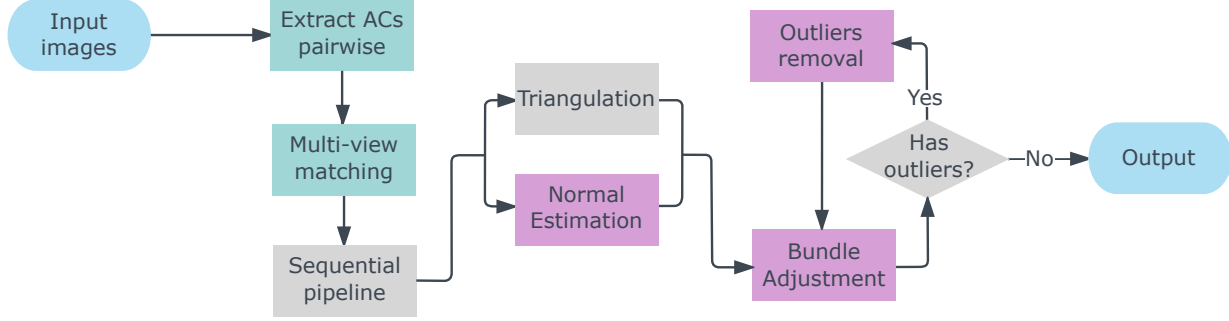 Input
images
Extract ACs
pairwise
Multi-view
matching
Sequential
pipeline
Triangulation
Normal
Estimation
Outliers
removal
Bundle
Adjustment
Has
outliers?
Yes
No
Output